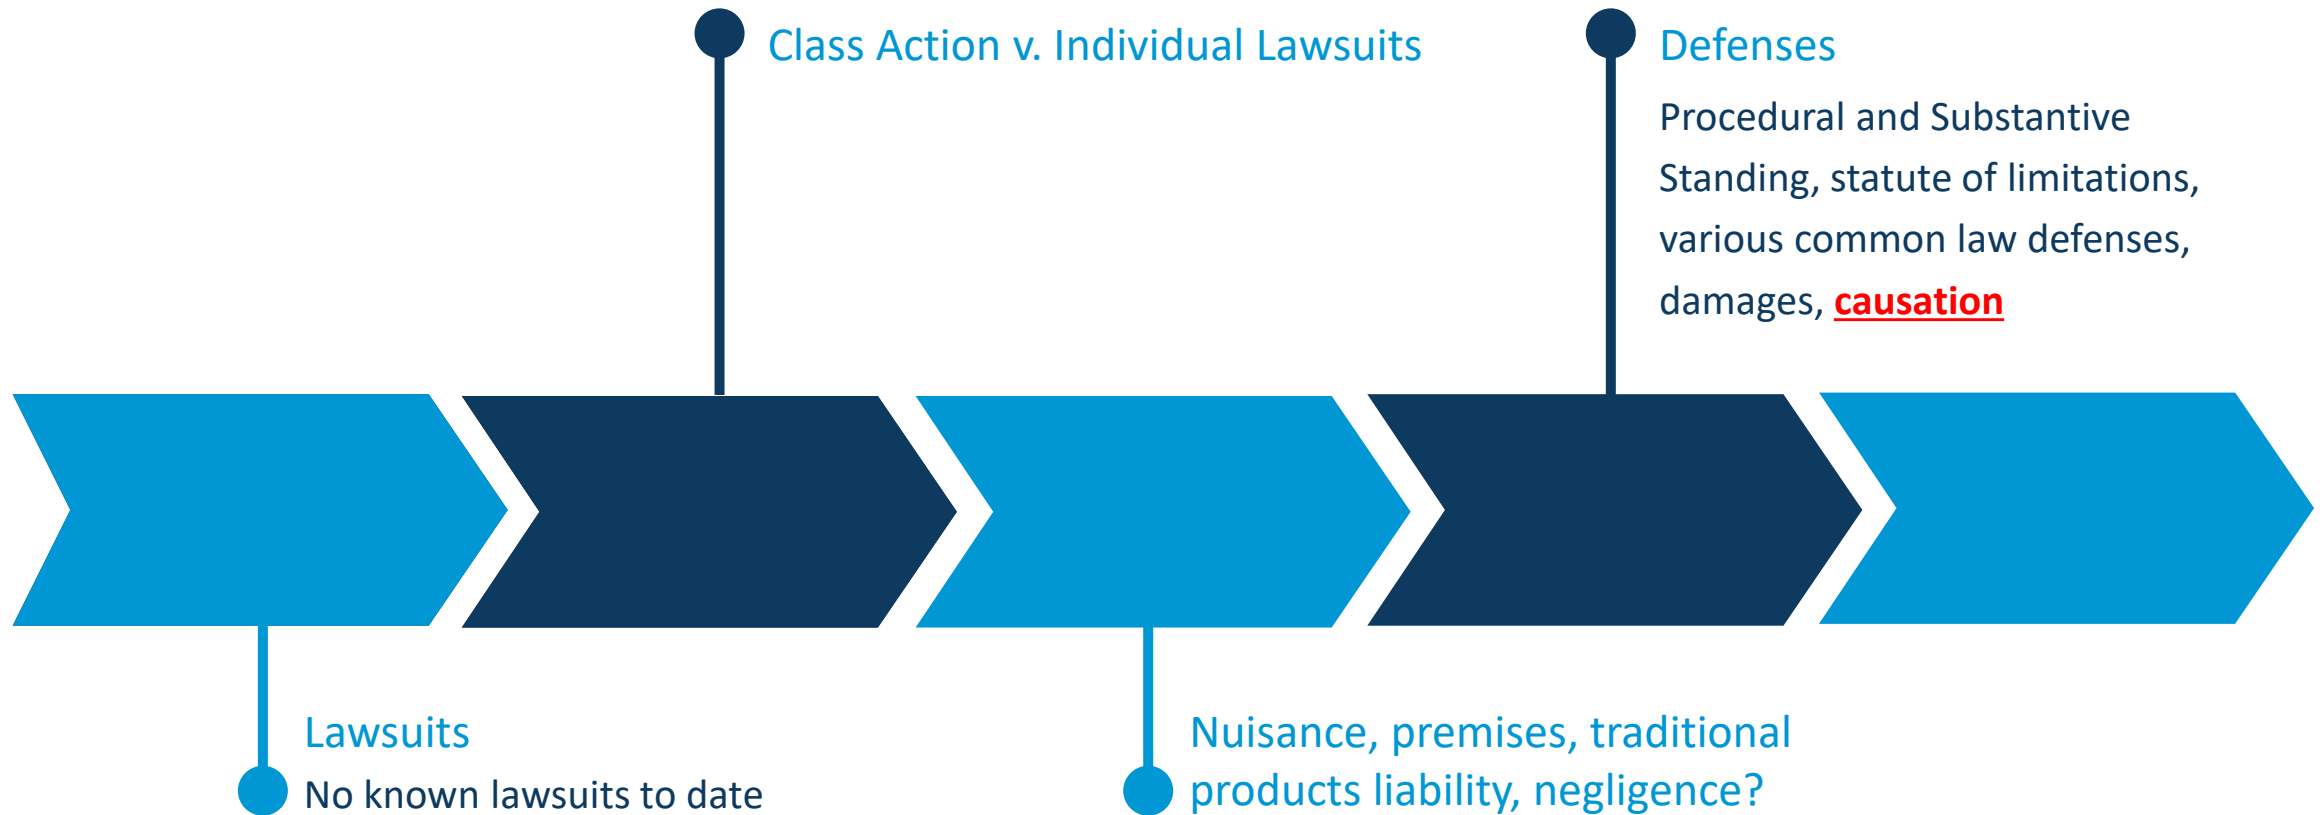 Class Action v. Individual Lawsuits
Defenses
Procedural and Substantive
Standing, statute of limitations,
various common law defenses,
damages, causation
Lawsuits
No known lawsuits to date
Nuisance, premises, traditional
products liability, negligence?